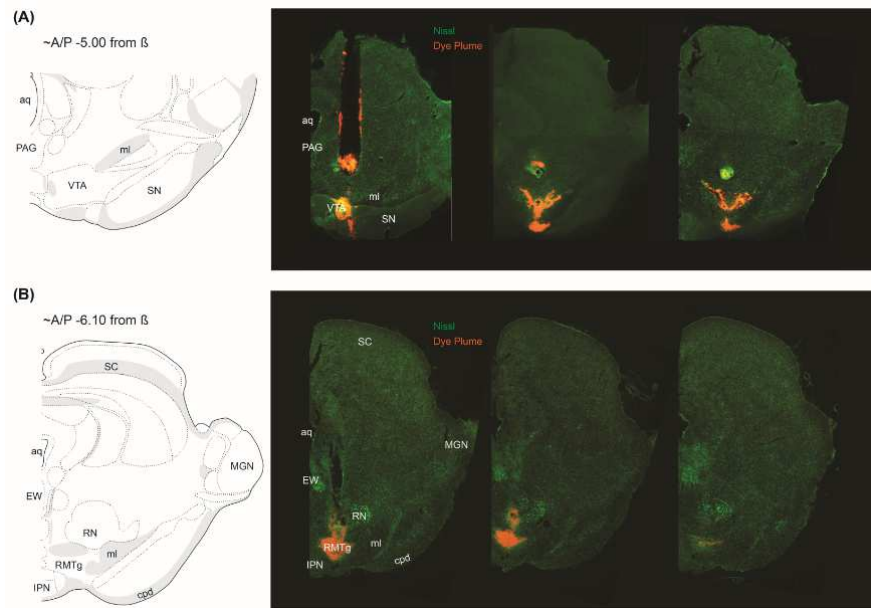 (A)
~A/P -5.00 from ß
aq
PAG
ml
VTA
SN
Nissl
Dye Plume
aq
PAG
ml
VTA
SN
(B)
~A/P -6.10 from ß
SC
aq
MGN
EW
RN
ml
RMTg
IPN
cpd
Nissl
Dye Plume
SC
aq
MGN
EW
RN
RMTg
ml
IPN
cpd